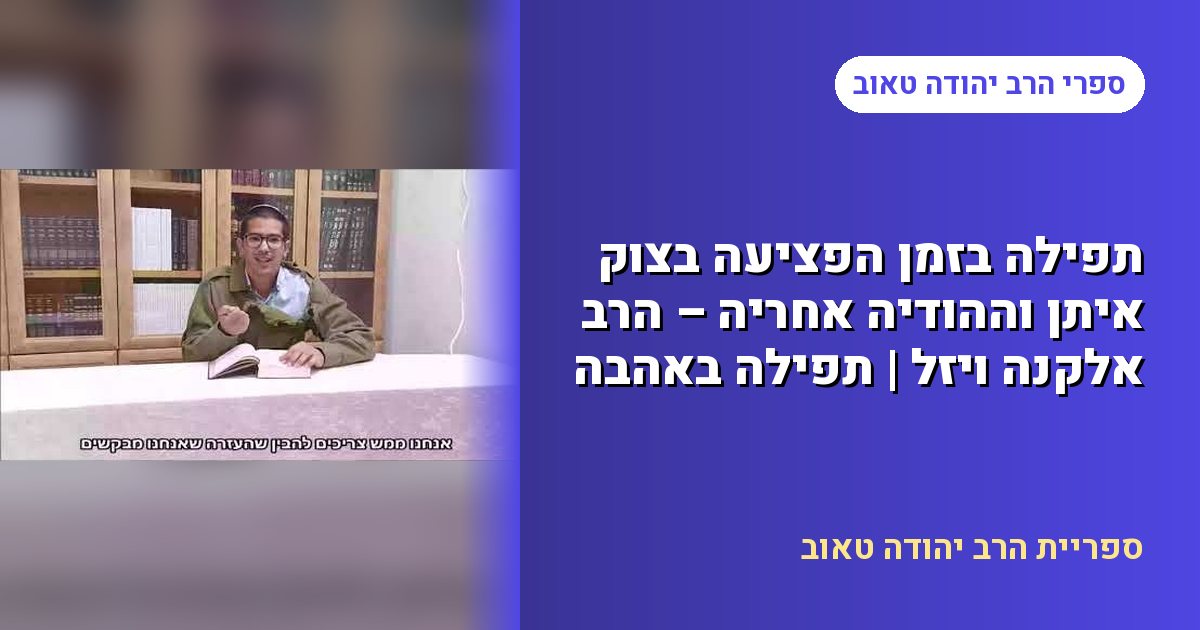 ספרי הרב יהודה טאוב
תפילה בזמן הפציעה בצוק
איתן וההודיה אחריה – הרב
אלקנה ויזל | תפילה באהבה
ספריית הרב יהודה טאוב
אנחנו ממש צריכים להבין שהעזרה שאנחנו מבקשים